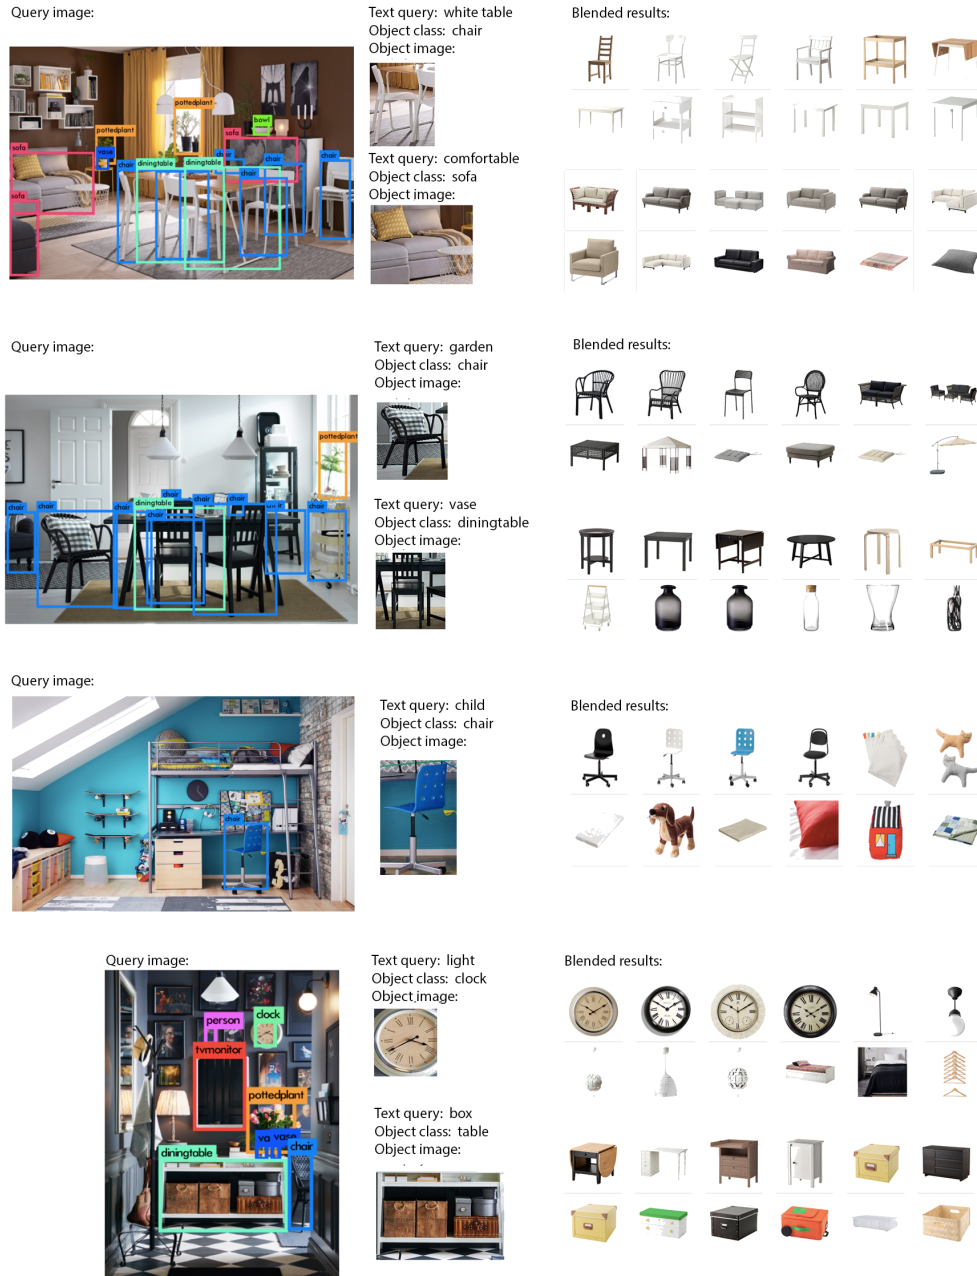 Query image:
Text query: white table
Object class: chair
Object image:
Blended results:
pottedplant
bowl
sofa
pottedplant
sofa
vase
chair
diningtable
diningtable
chair
chair
chair
chair
sofa
Text query: comfortable
Object class: sofa
Object image:
Query image:
Text query: garden
Object class: chair
Object image:
Blended results:
pottedplant
chair
diningtable
chair
chair
chair
chair
chair
chair
chair
Text query: vase
Object class: diningtable
Object image:
Query image:
Text query: child
Object class: chair
Object image:
Blended results:
chair
Query image:
Text query: light
Object class: clock
Object image:
Blended results:
person
clock
tvmonitor
pottedplant
va vase
chair
diningtable
Text query: box
Object class: table
Object image: